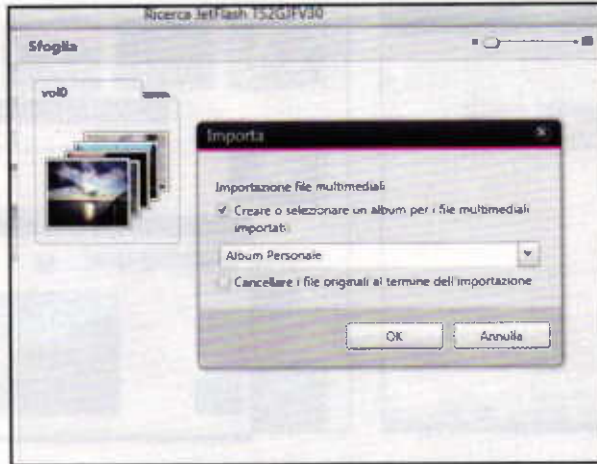 Ricerca JetFlash TS2GJFV30
Sfoglia
vol0
Importa
Importazione file multimediali
Creare o selezionare un album per i file multimediali
importati
Album Personale
Cancellare i file originali al termine dell'importazione
OK
Annulla